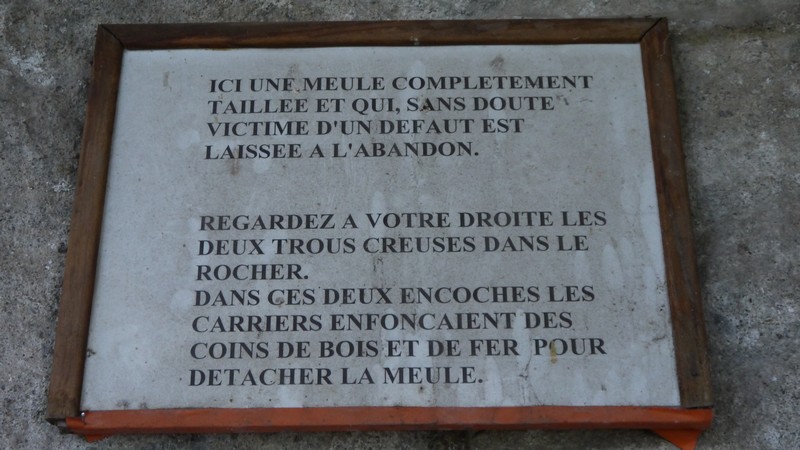 ICI UNE MEULE COMPLETEMENT
TAILLEE ET QUI, SANS DOUTE
VICTIME D'UN DEFAUT EST
LAISSEE A L'ABANDON.
REGARDEZ A VOTRE DROITE LES
DEUX TROUS CREUSES DANS LE
ROCHER.
DANS CES DEUX ENCOCHES LES
CARRIERS ENFONCAIENT DES
COINS DE BOIS ET DE FER POUR
DETACHER LA MEULE.